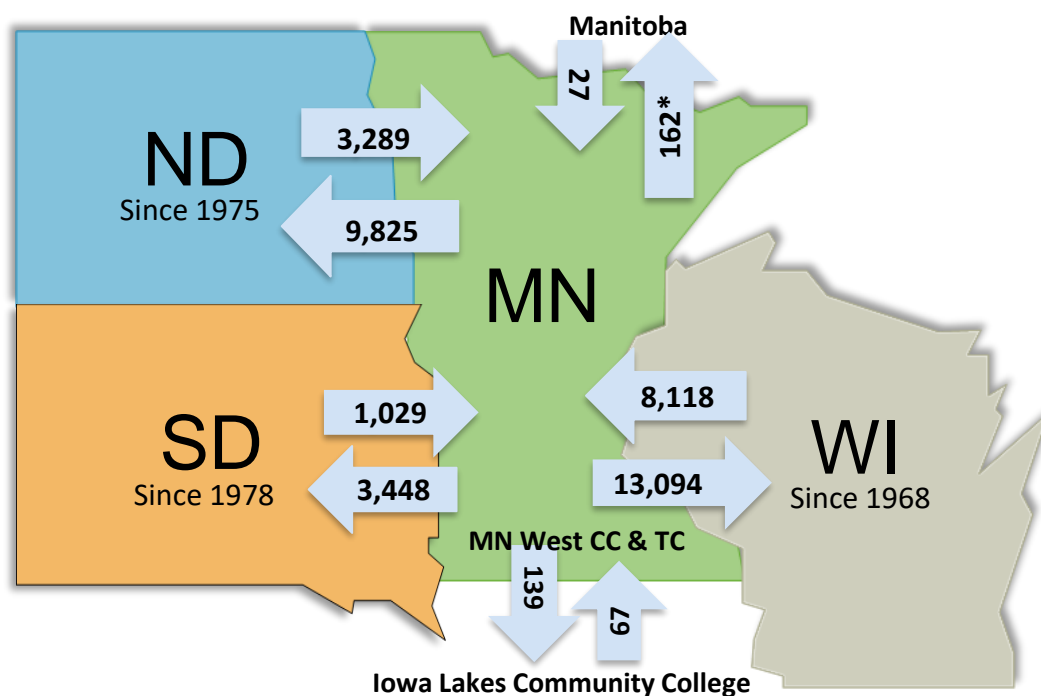 Manitoba
27
162*
3,289
ND
Since 1975
9,825
MN
1,029
8,118
SD
Since 1978
WI
Since 1968
3,448
13,094
MN West CC & TC
139
67
Iowa Lakes Community College